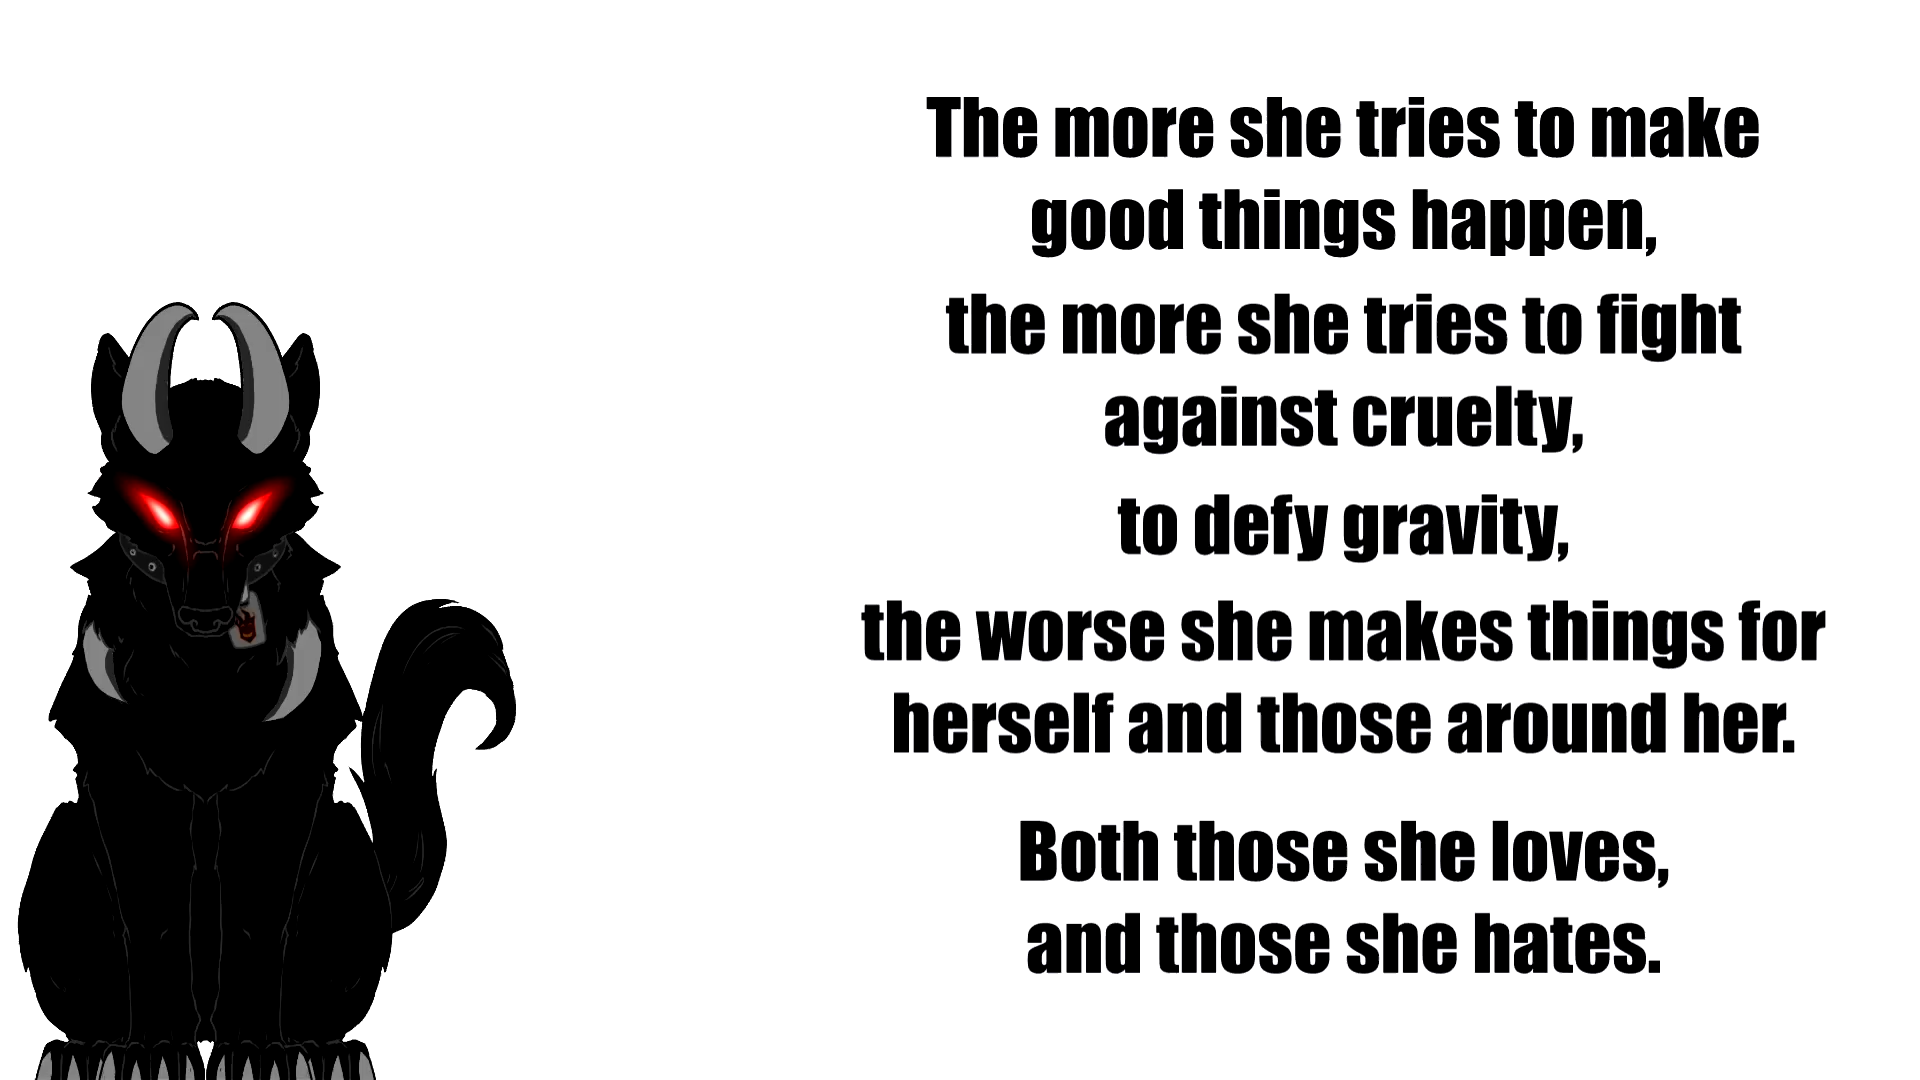 The more she tries to make
good things happen,
the more she tries to fight
against cruelty,
to defy gravity,
the worse she makes things for
herself and those around her.
Both those she loves,
and those she hates.